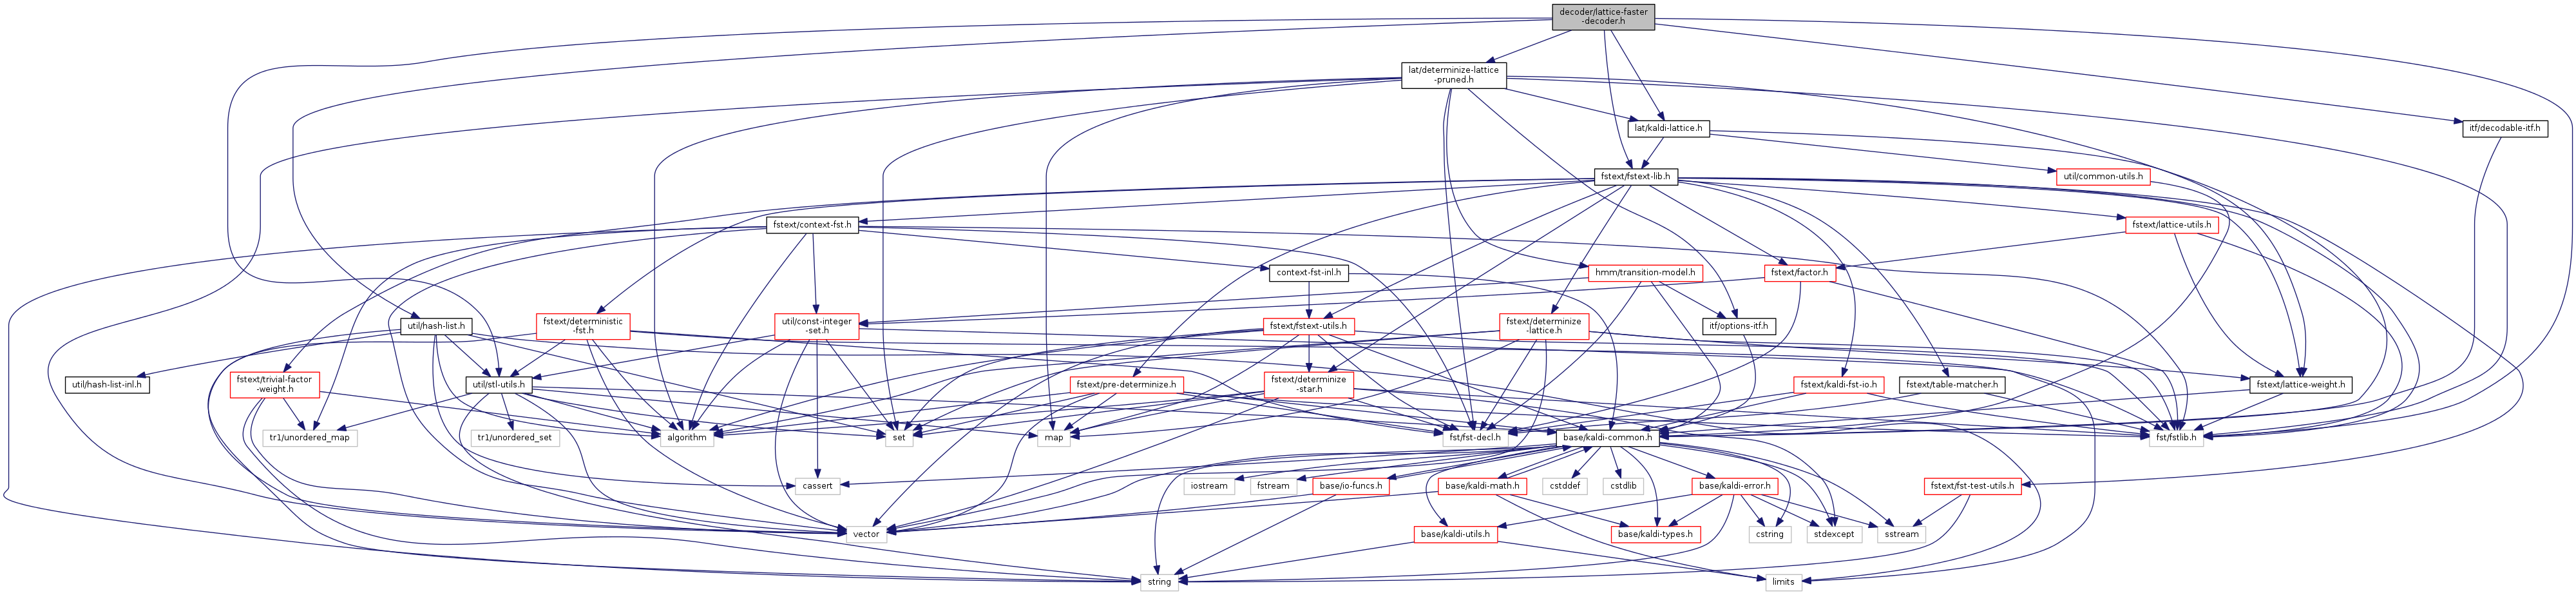 decoder/lattice-faster
-decoder.h
lat/determinize-lattice
-pruned.h
lat/kaldi-lattice.h
itf/decodable-itf.h
fstext/fstext-lib.h
util/common-utils.h
fstext/context-fst.h
fstext/lattice-utils.h
context-fst-inl.h
hmm/transition-model.h
fstext/factor.h
util/hash-list.h
fstext/deterministic
-fst.h
util/const-integer
-set.h
fstext/fstext-utils.h
fstext/determinize
-lattice.h
itf/options-itf.h
util/hash-list-inl.h
fstext/trivial-factor
-weight.h
util/stl-utils.h
fstext/pre-determinize.h
fstext/determinize
-star.h
fstext/kaldi-fst-io.h
fstext/table-matcher.h
fstext/lattice-weight.h
tr1/unordered_map
tr1/unordered_set
algorithm
set
map
fst/fst-decl.h
base/kaldi-common.h
fst/fstlib.h
cassert
iostream
fstream
base/io-funcs.h
base/kaldi-math.h
cstddef
cstdlib
base/kaldi-error.h
fstext/fst-test-utils.h
vector
base/kaldi-utils.h
base/kaldi-types.h
cstring
stdexcept
sstream
string
limits